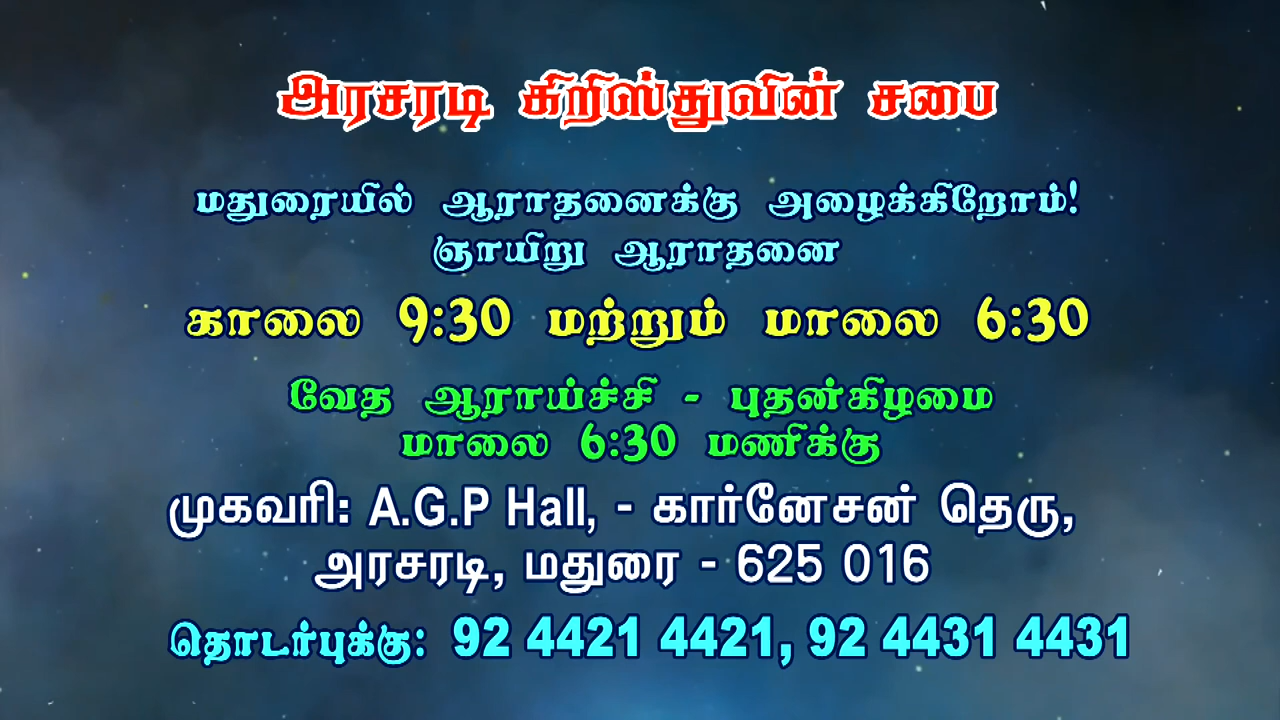 அரசரடி கிறிஸ்துவின் சபை
மதுரையில் ஆராதனைக்கு அழைக்கிறோம்!
ஞாயிறு ஆராதனை
காலை 9:30 மற்றும் மாலை 6:30
வேத ஆராய்ச்சி - புதன்கிழமை
மாலை 6:30 மணிக்கு
முகவரி: A.G.P Hall, - கார்னேசன் தெரு,
அரசரடி, மதுரை - 625 016
தொடர்புக்கு: 92 4421 4421, 92 4431 4431